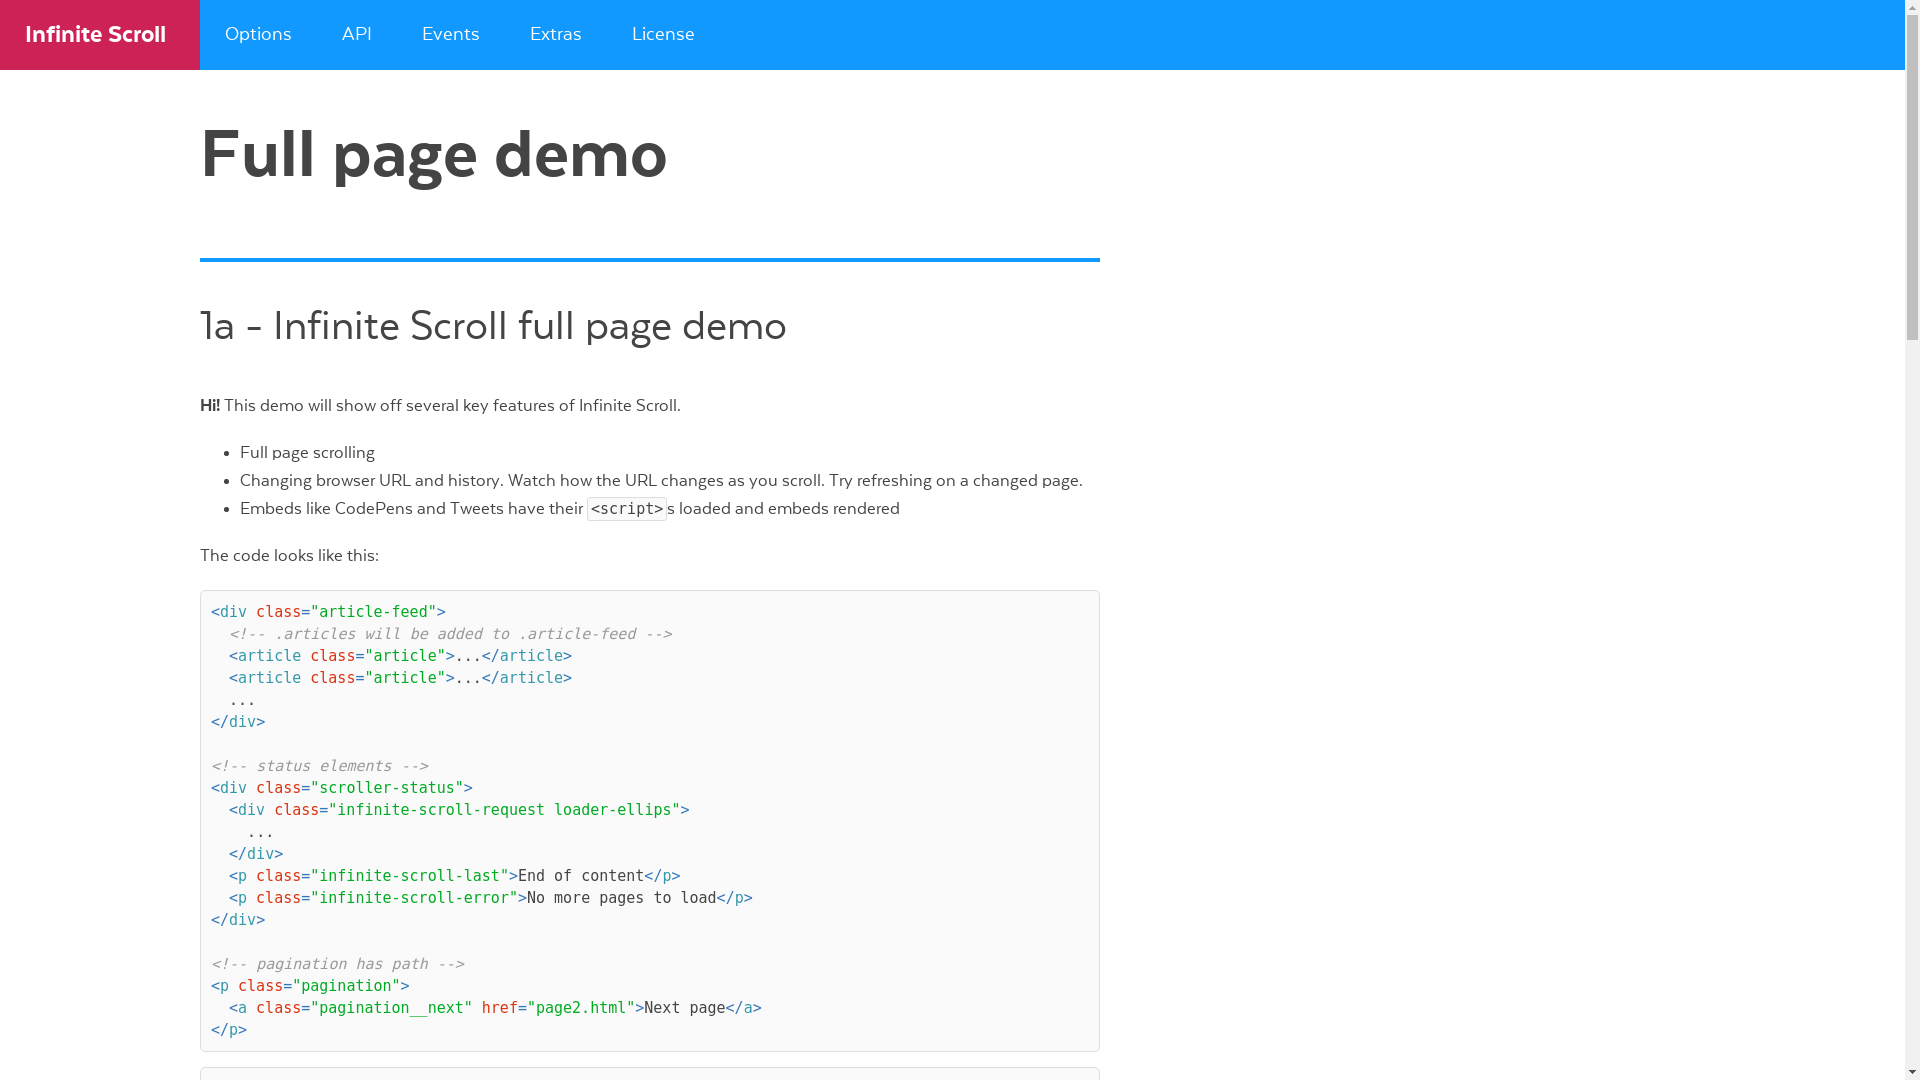 Infinite Scroll
Options API Events Extras License
Full page demo
1a - Infinite Scroll full page demo
Hi! This demo will show off several key features of Infinite Scroll.
• Full page scrolling
• Changing browser URL and history. Watch how the URL changes as you scroll. Try refreshing on a changed page.
• Embeds like CodePens and Tweets have their <script>s loaded and embeds rendered
The code looks like this:
<div class="article-feed">
  <!-- .articles will be added to .article-feed -->
  <article class="article">...</article>
  <article class="article">...</article>
  ...
</div>
<!-- status elements -->
<div class="scroller-status">
  <div class="infinite-scroll-request loader-ellips">
    ...
  </div>
  <p class="infinite-scroll-last">End of content</p>
  <p class="infinite-scroll-error">No more pages to load</p>
</div>
<!-- pagination has path -->
<p class="pagination">
  <a class="pagination__next" href="page2.html">Next page</a>
</p>